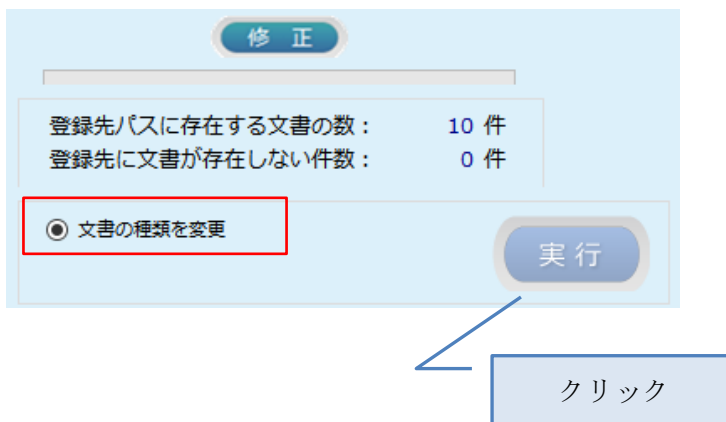 修 正
登録先パスに存在する文書の数： 10 件
登録先に文書が存在しない件数： 0 件
文書の種類を変更
実 行
クリック